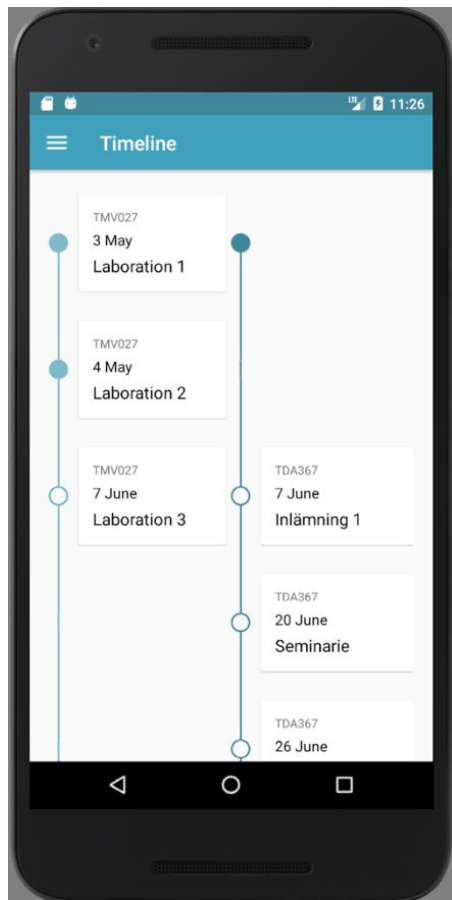 LTE 11:26
Timeline
TMV027
3 May
Laboration 1
TMV027
4 May
Laboration 2
TMV027
7 June
Laboration 3
TDA367
7 June
Inlämning 1
TDA367
20 June
Seminarie
TDA367
26 June